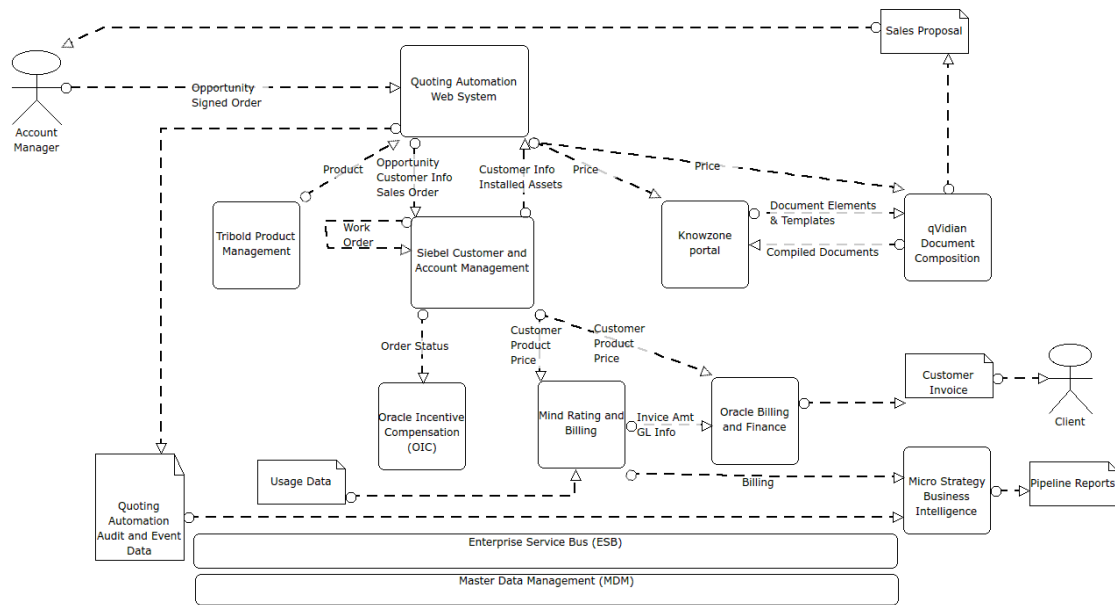 Sales Proposal
Quoting Automation
Web System
Opportunity
Signed Order
Account
Manager
Product
Opportunity
Customer Info
Sales Order
Customer Info
Installed Assets
Price
Price
Tribold Product
Management
Work
Order
Siebel Customer and
Account Management
Knowzone
portal
Document Elements
& Templates
Compiled Documents
qVidian
Document
Composition
Order Status
Customer
Product
Price
Customer
Product
Price
Customer
Invoice
Client
Oracle Incentive
Compensation
(OIC)
Mind Rating and
Billing
Invice Amt
GL Info
Oracle Billing
and Finance
Usage Data
Billing
Micro Strategy
Business
Intelligence
Pipeline Reports
Quoting
Automation
Audit and Event
Data
Enterprise Service Bus (ESB)
Master Data Management (MDM)